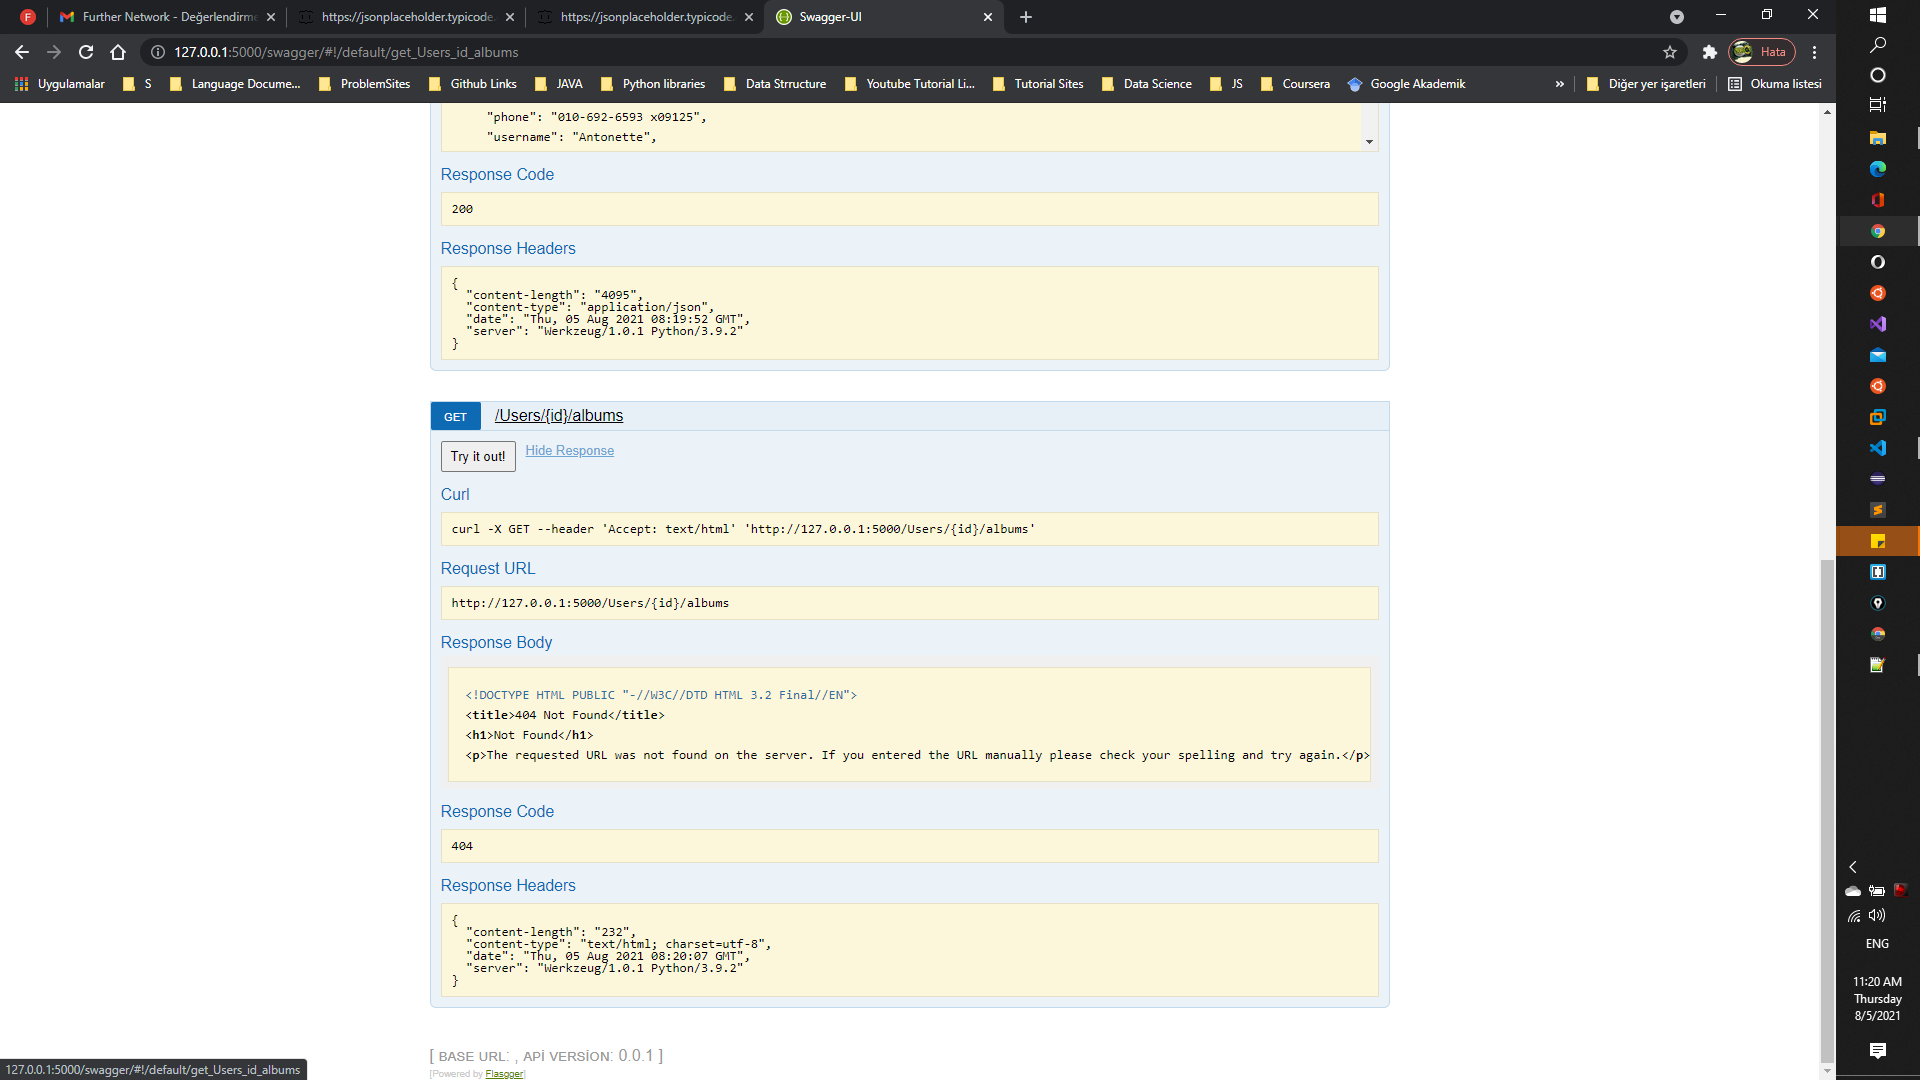 Further Network - Değerlendirme
https://jsonplaceholder.typicode.
https://jsonplaceholder.typicode.
Swagger-UI
127.0.0.1:5000/swagger/#!/default/get_Users_id_albums
Hata
Uygulamalar
S
Language Docume...
ProblemSites
Github Links
JAVA
Python libraries
Data Strructure
Youtube Tutorial Li...
Tutorial Sites
Data Science
JS
Coursera
Google Akademik
»
Diğer yer işaretleri
Okuma listesi
"phone": "010-692-6593 x09125",
"username": "Antonette",
Response Code
200
Response Headers
{
"content-length": "4095",
"content-type": "application/json",
"date": "Thu, 05 Aug 2021 08:19:52 GMT",
"server": "Werkzeug/1.0.1 Python/3.9.2"
}
GET /Users/{id}/albums
Try it out! Hide Response
Curl
curl -X GET --header 'Accept: text/html' 'http://127.0.0.1:5000/Users/{id}/albums'
Request URL
http://127.0.0.1:5000/Users/{id}/albums
Response Body
<!DOCTYPE HTML PUBLIC "-//W3C//DTD HTML 3.2 Final//EN">
<title>404 Not Found</title>
<h1>Not Found</h1>
<p>The requested URL was not found on the server. If you entered the URL manually please check your spelling and try again.</p>
Response Code
404
Response Headers
{
"content-length": "232",
"content-type": "text/html; charset=utf-8",
"date": "Thu, 05 Aug 2021 08:20:07 GMT",
"server": "Werkzeug/1.0.1 Python/3.9.2"
}
[ BASE URL: , APİ VERSİON: 0.0.1 ]
[Powered by Flasgger]
127.0.0.1:5000/swagger/#!/default/get_Users_id_albums
ENG
11:20 AM
Thursday
8/5/2021